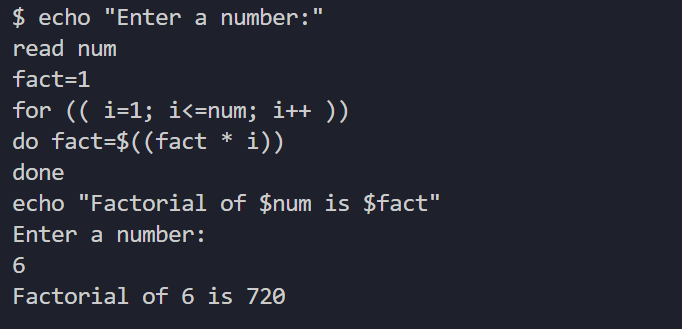 $ echo "Enter a number:"
read num
fact=1
for (( i=1; i<=num; i++ ))
do fact=$((fact * i))
done
echo "Factorial of $num is $fact"
Enter a number:
6
Factorial of 6 is 720